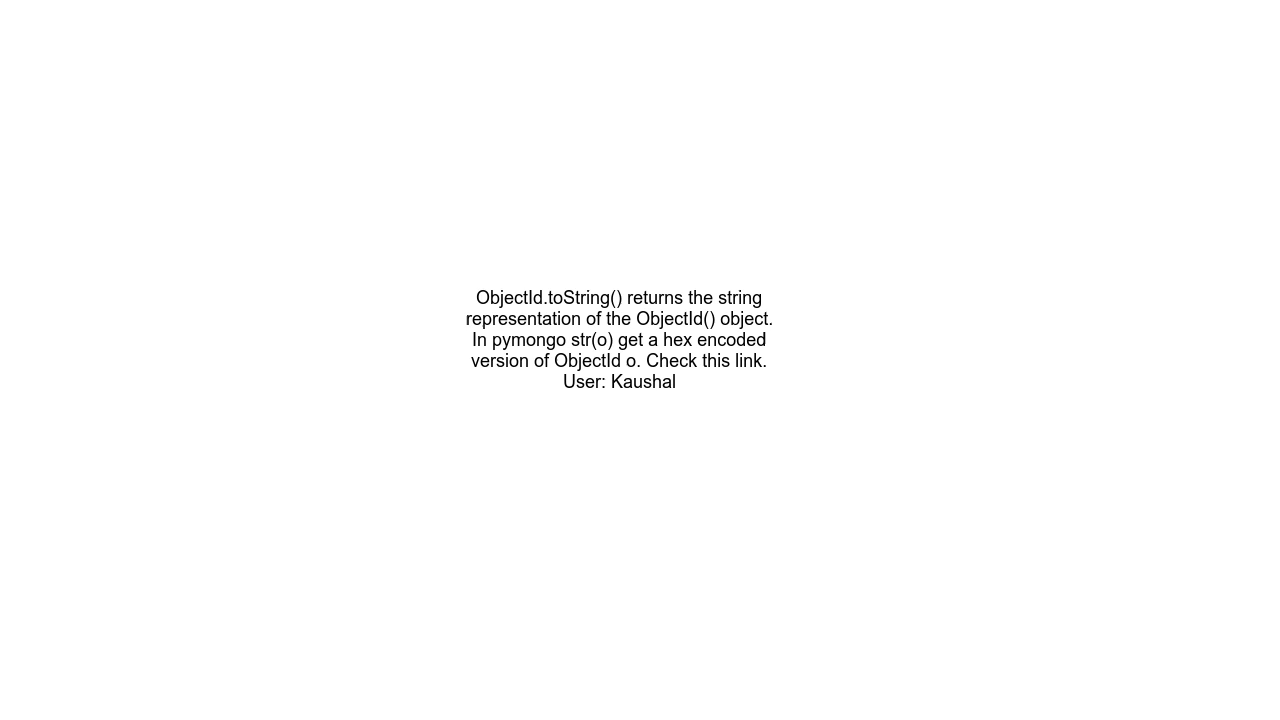 ObjectId.toString() returns the string
representation of the ObjectId() object.
In pymongo str(o) get a hex encoded
version of ObjectId o. Check this link.
User: Kaushal